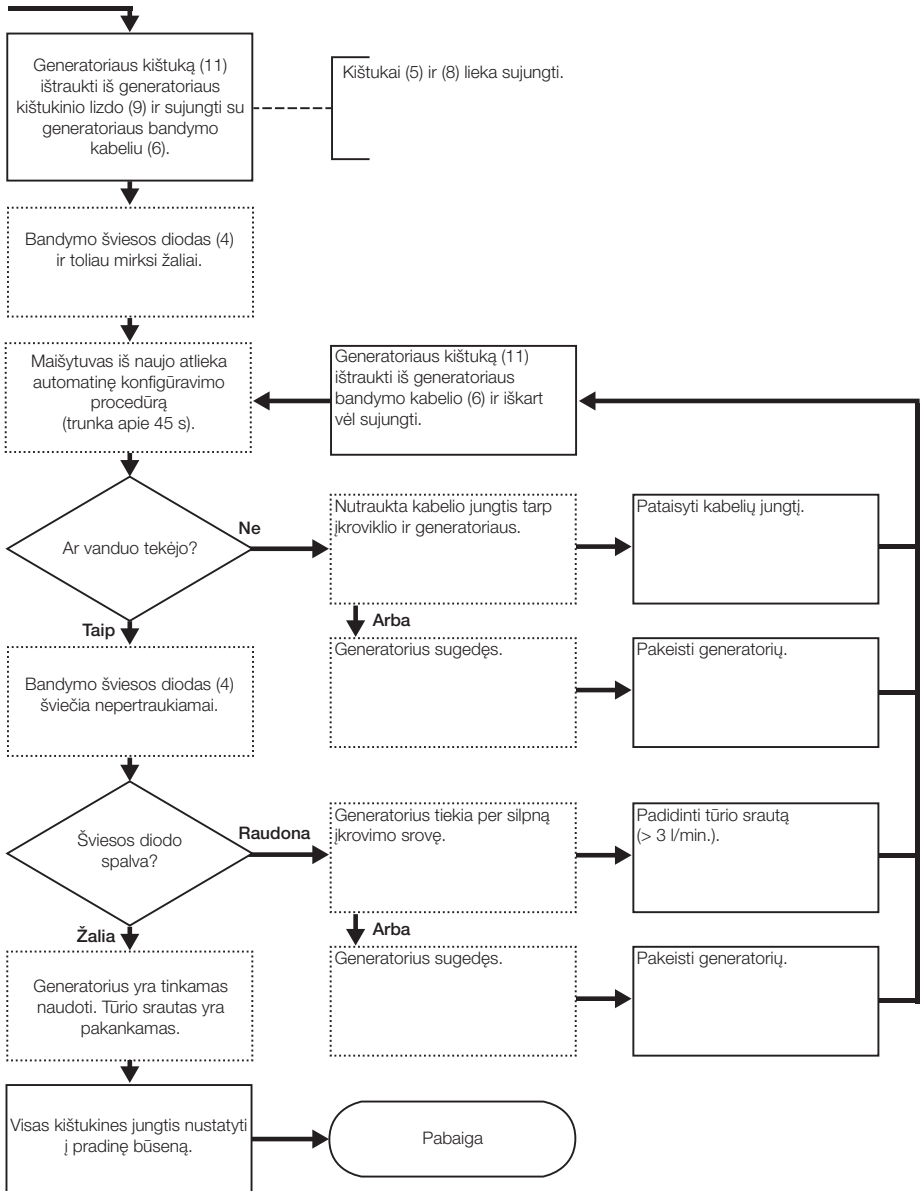 Generatoriaus kištuką (11)
ištraukti iš generatoriaus
kištukinio lizdo (9) ir sujungti su
generatoriaus bandymo
kabeliu (6).
Kištukai (5) ir (8) lieka sujungti.
Bandymo šviesos diodas (4)
ir toliau mirksi žaliai.
Maišytuvas iš naujo atlieka
automatinę konfigūravimo
procedūrą
(trunka apie 45 s).
Generatoriaus kištuką (11)
ištraukti iš generatoriaus
bandymo kabelio (6) ir iškart
vėl sujungti.
Ar vanduo tekėjo?
Ne
Nutraukta kabelio jungtis tarp
įkroviklio ir generatoriaus.
Pataisyti kabelių jungtį.
Taip
Arba
Generatorius sugedęs.
Pakeisti generatorių.
Bandymo šviesos diodas (4)
šviečia nepertraukiamai.
Šviesos diodo
spalva?
Raudona
Generatorius tiekia per silpną
įkrovimo srovę.
Padidinti tūrio srautą
(> 3 l/min.).
Žalia
Arba
Generatorius sugedęs.
Pakeisti generatorių.
Generatorius yra tinkamas
naudoti. Tūrio srautas yra
pakankamas.
Visas kištukines jungtis nustatyti
į pradinę būseną.
Pabaiga